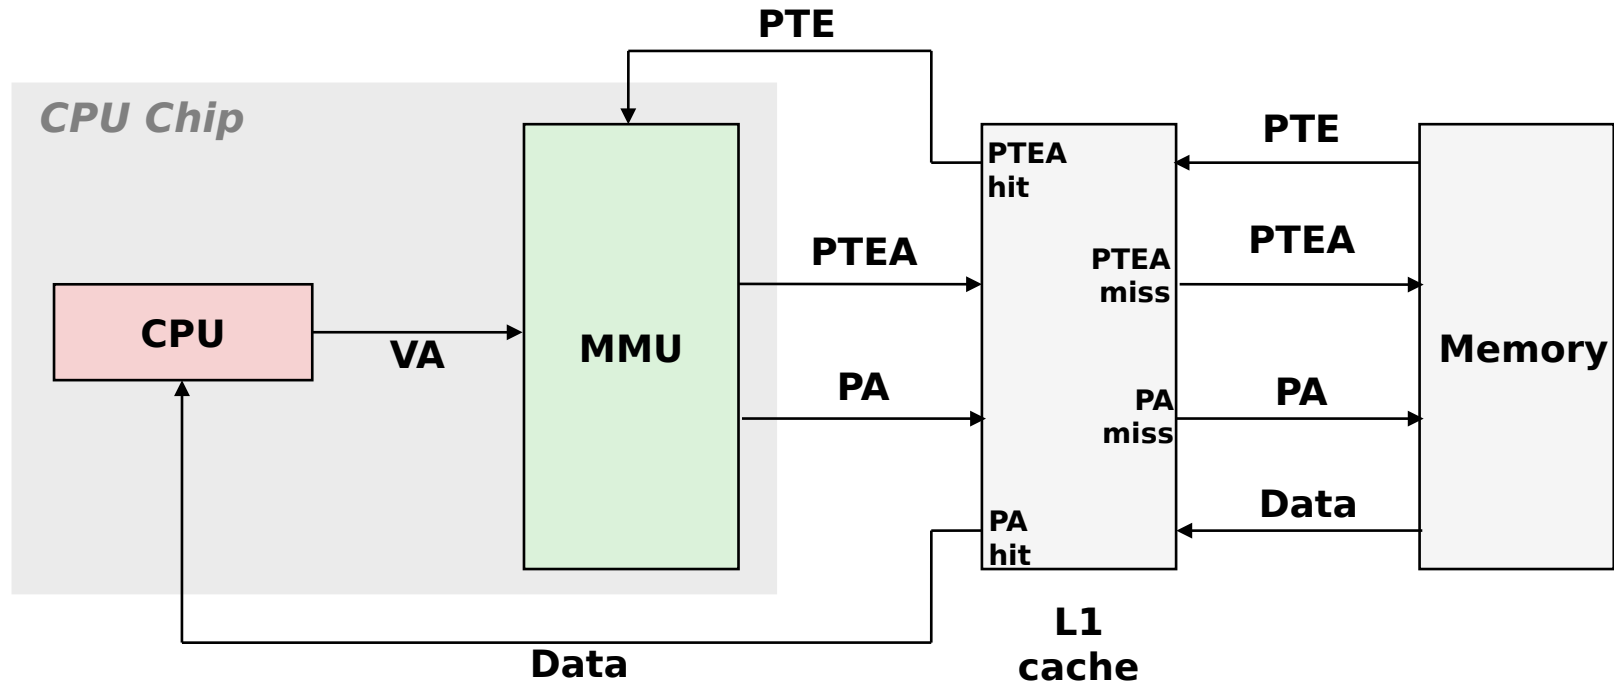 PTE
CPU Chip
PTE
PTEA
hit
PTEA
PTEA
PTEA
miss
CPU
VA
MMU
Memory
PA
PA
PA
miss
Data
PA
hit
L1
cache
Data